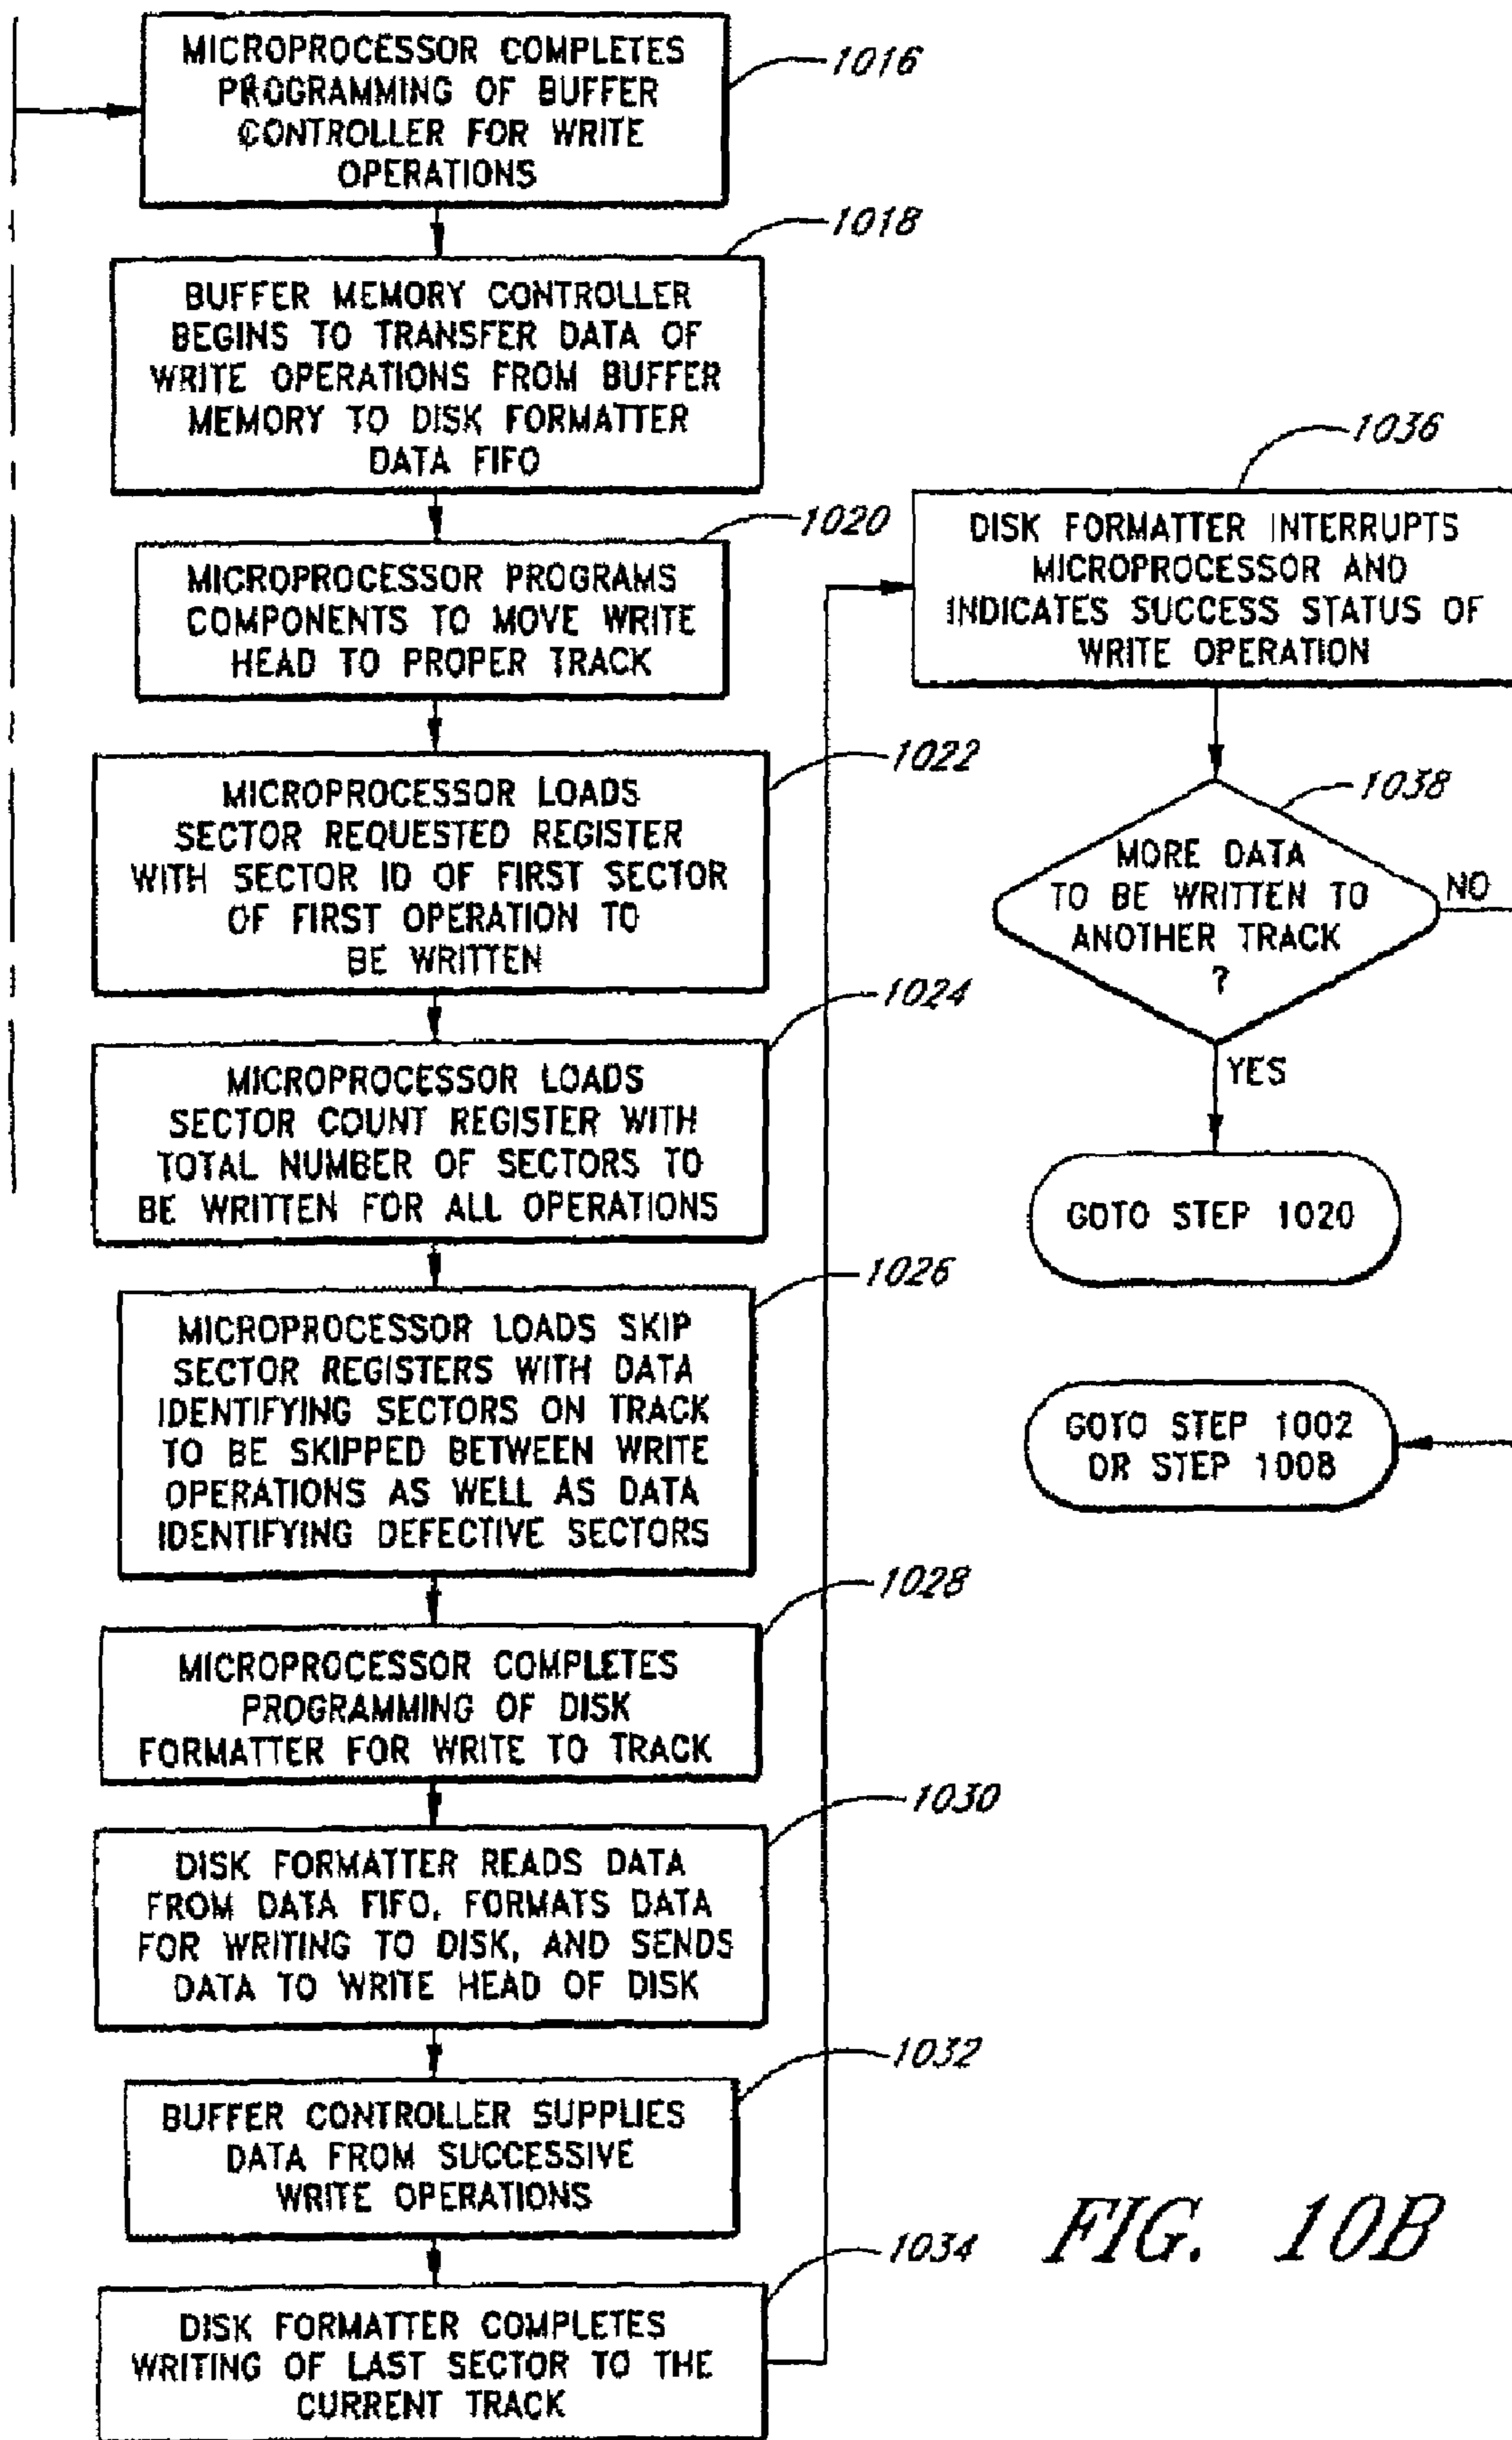 MICROPROCESSOR COMPLETES
PROGRAMMING OF BUFFER
CONTROLLER FOR WRITE
OPERATIONS
1016
BUFFER MEMORY CONTROLLER
BEGINS TO TRANSFER DATA OF
WRITE OPERATIONS FROM BUFFER
MEMORY TO DISK FORMATTER
DATA FIFO
1018
MICROPROCESSOR PROGRAMS
COMPONENTS TO MOVE WRITE
HEAD TO PROPER TRACK
1020
MICROPROCESSOR LOADS
SECTOR REQUESTED REGISTER
WITH SECTOR ID OF FIRST SECTOR
OF FIRST OPERATION TO
BE WRITTEN
1022
MICROPROCESSOR LOADS
SECTOR COUNT REGISTER WITH
TOTAL NUMBER OF SECTORS TO
BE WRITTEN FOR ALL OPERATIONS
1024
MICROPROCESSOR LOADS SKIP
SECTOR REGISTERS WITH DATA
IDENTIFYING SECTORS ON TRACK
TO BE SKIPPED BETWEEN WRITE
OPERATIONS AS WELL AS DATA
IDENTIFYING DEFECTIVE SECTORS
1026
MICROPROCESSOR COMPLETES
PROGRAMMING OF DISK
FORMATTER FOR WRITE TO TRACK
1028
DISK FORMATTER READS DATA
FROM DATA FIFO, FORMATS DATA
FOR WRITING TO DISK, AND SENDS
DATA TO WRITE HEAD OF DISK
1030
BUFFER CONTROLLER SUPPLIES
DATA FROM SUCCESSIVE
WRITE OPERATIONS
1032
DISK FORMATTER COMPLETES
WRITING OF LAST SECTOR TO THE
CURRENT TRACK
1034
DISK FORMATTER INTERRUPTS
MICROPROCESSOR AND
INDICATES SUCCESS STATUS OF
WRITE OPERATION
1036
MORE DATA
TO BE WRITTEN TO
ANOTHER TRACK
?
1038
NO
YES
GOTO STEP 1020
GOTO STEP 1002
OR STEP 1008
FIG. 10B